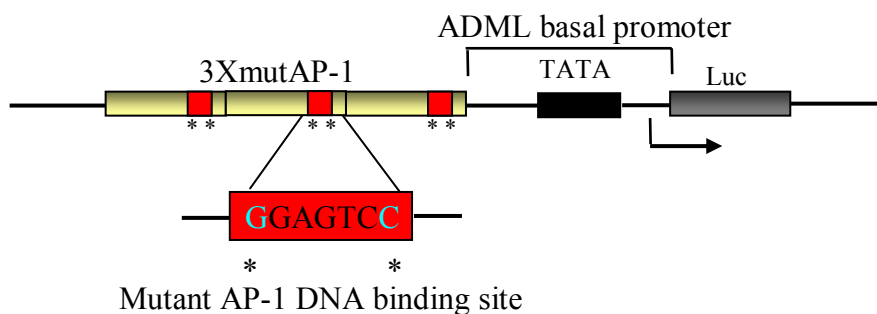 ADML basal promoter
3XmutAP-1
TATA
Luc
* * * * * *
GGAGTCC
* *
Mutant AP-1 DNA binding site